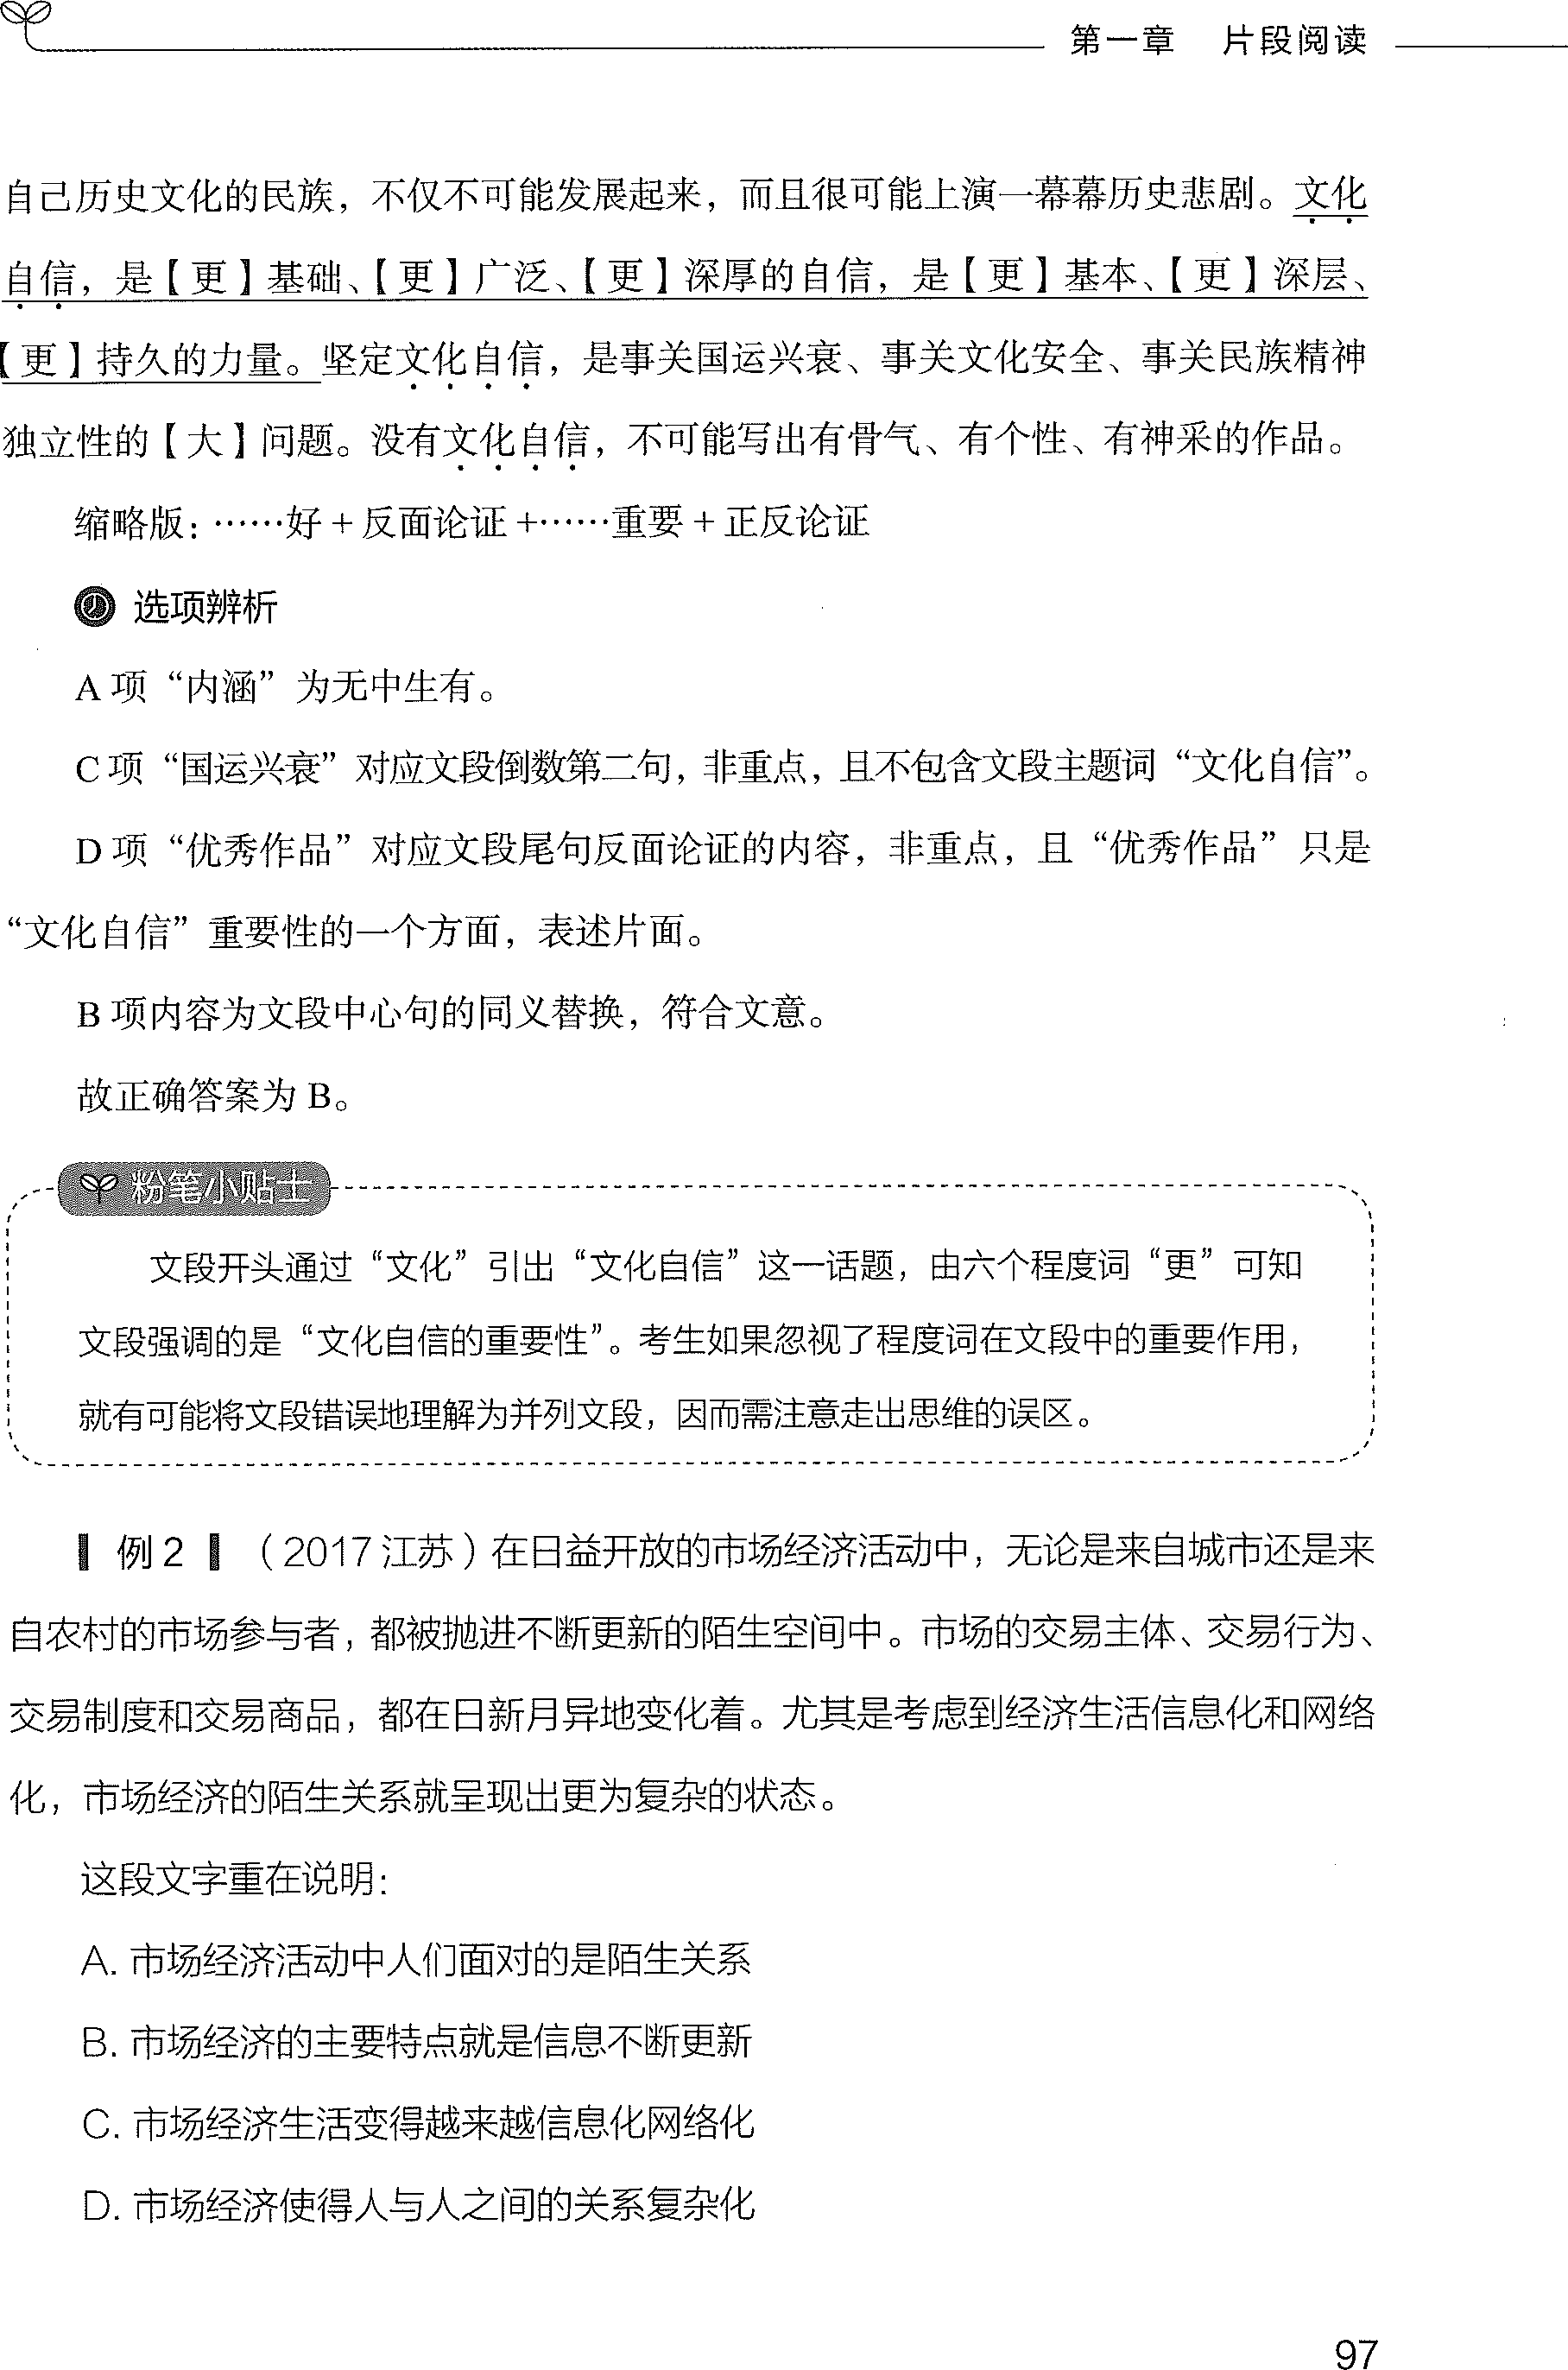 第一章 片段阅读
自己历史文化的民族，不仅不可能发展起来，而且很可能上演一幕幕历史悲剧。文化
自信，是【更】基础、【更】广泛、【更】深厚的自信，是【更】基本、【更】深层、
【更】持久的力量。坚定文化自信，是事关国运兴衰、事关文化安全、事关民族精神
独立性的【大】问题。没有文化自信，不可能写出有骨气、有个性、有神采的作品。
缩略版：……好＋反面论证＋……重要＋正反论证
选项辨析
A 项“内涵”为无中生有。
C 项“国运兴衰”对应文段倒数第二句，非重点，且不包含文段主题词“文化自信”。
D 项“优秀作品”对应文段尾句反面论证的内容，非重点，且“优秀作品”只是
“文化自信”重要性的一个方面，表述片面。
B 项内容为文段中心句的同义替换，符合文意。
故正确答案为 B。
粉笔小贴士
文段开头通过“文化”引出“文化自信”这一话题，由六个程度词“更”可知
文段强调的是“文化自信的重要性”。考生如果忽视了程度词在文段中的重要作用，
就有可能将文段错误地理解为并列文段，因而需注意走出思维的误区。
例 2 （2017 江苏）在日益开放的市场经济活动中，无论是来自城市还是来
自农村的市场参与者，都被抛进不断更新的陌生空间中。市场的交易主体、交易行为、
交易制度和交易商品，都在日新月异地变化着。尤其是考虑到经济生活信息化和网络
化，市场经济的陌生关系就呈现出更为复杂的状态。
这段文字重在说明：
A. 市场经济活动中人们面对的是陌生关系
B. 市场经济的主要特点就是信息不断更新
C. 市场经济生活变得越来越信息化网络化
D. 市场经济使得人与人之间的关系复杂化
97